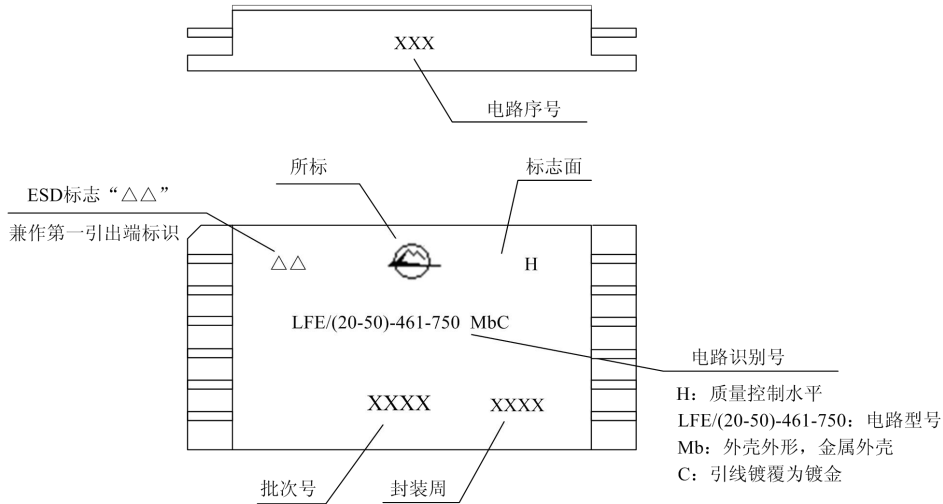 XXX
电路序号
所标
标志面
ESD标志“△△”
兼作第一引出端标识
△△
H
LFE/(20-50)-461-750 MbC
电路识别号
H：质量控制水平
LFE/(20-50)-461-750：电路型号
Mb：外壳外形，金属外壳
C：引线镀覆为镀金
XXXX
XXXX
批次号
封装周